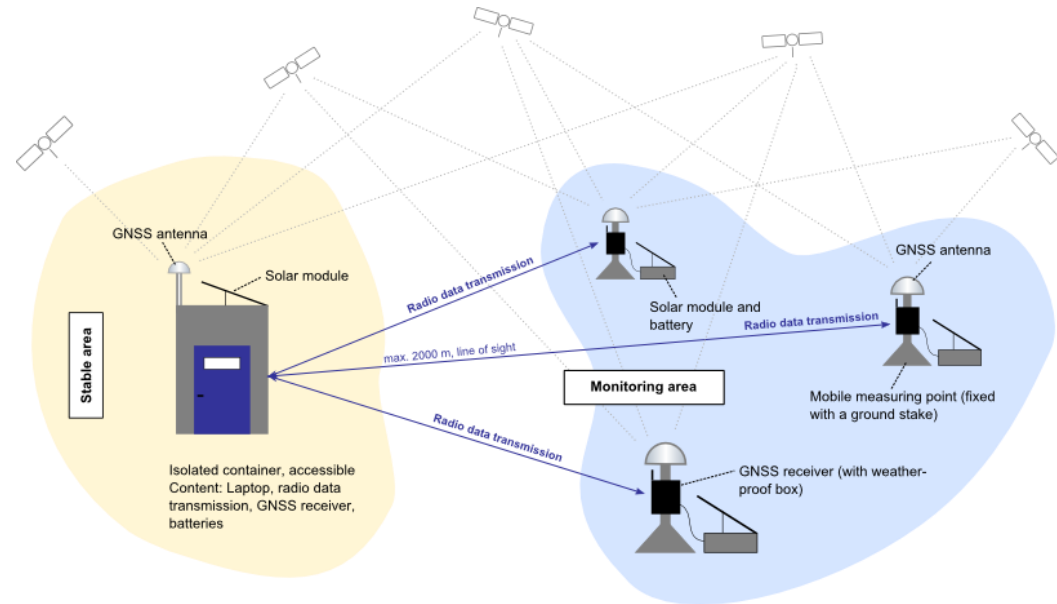 GNSS antenna
Solar module
Stable area
Isolated container, accessible
Content: Laptop, radio data
transmission, GNSS receiver,
batteries
Radio data transmission
max. 2000 m, line of sight
Radio data transmission
Radio data transmission
Solar module and
battery
GNSS antenna
Monitoring area
Mobile measuring point (fixed
with a ground stake)
GNSS receiver (with weather-
proof box)